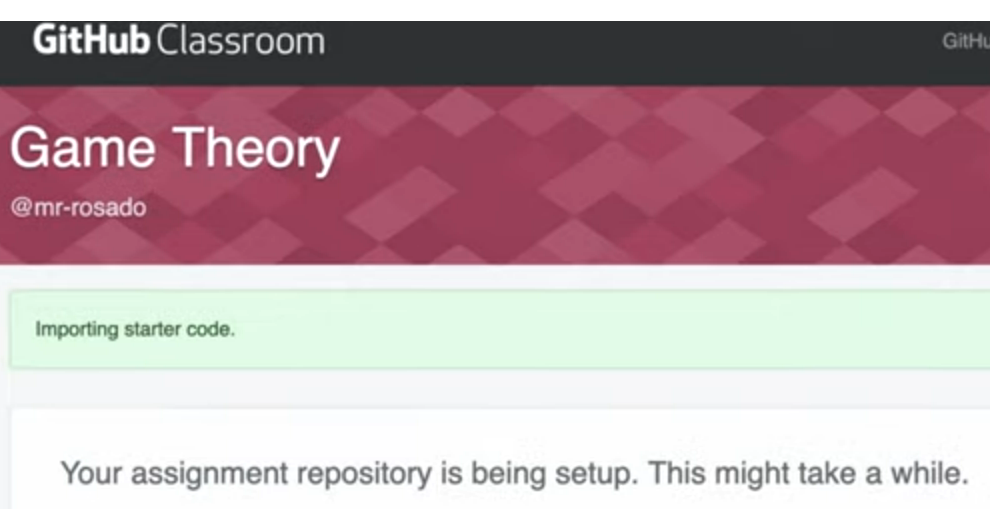 GitHub Classroom
GitHu
Game Theory
@mr-rosado
Importing starter code.
Your assignment repository is being setup. This might take a while.